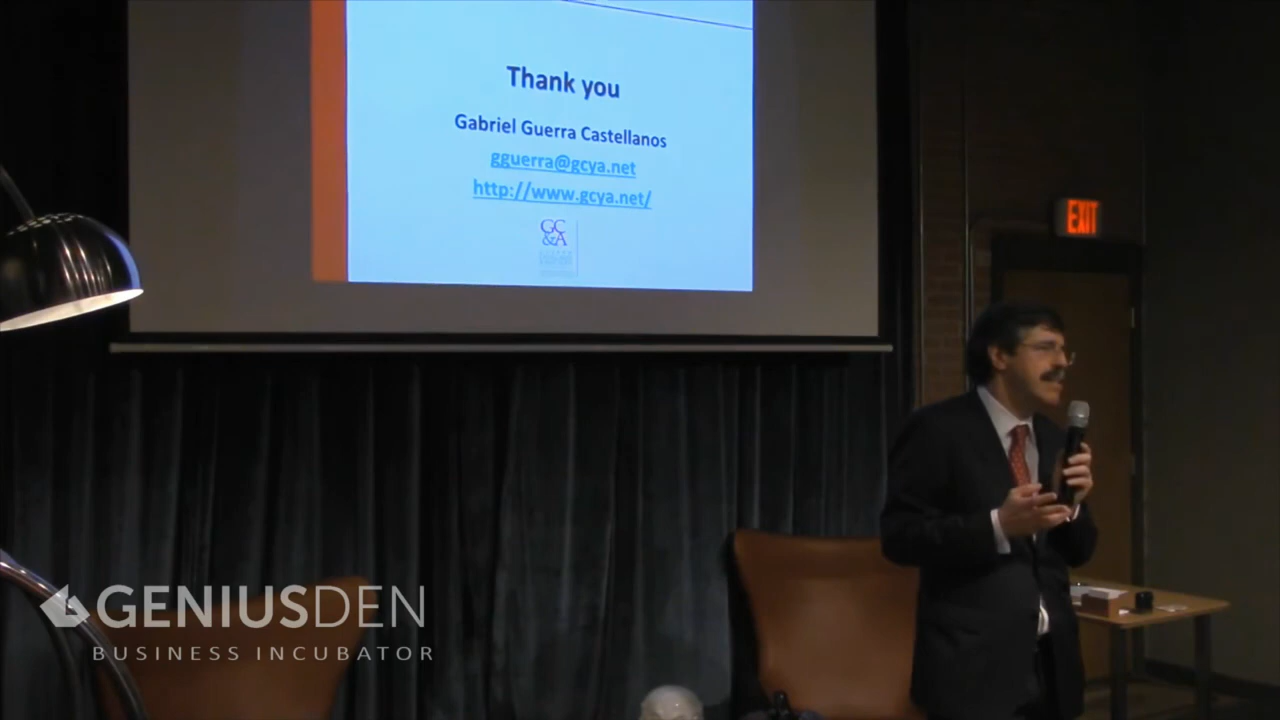 Thank you
Gabriel Guerra Castellanos
gguerra@gcya.net
http://www.gcya.net/
GC
&A
EXIT
GENIUSDEN
BUSINESS INCUBATOR